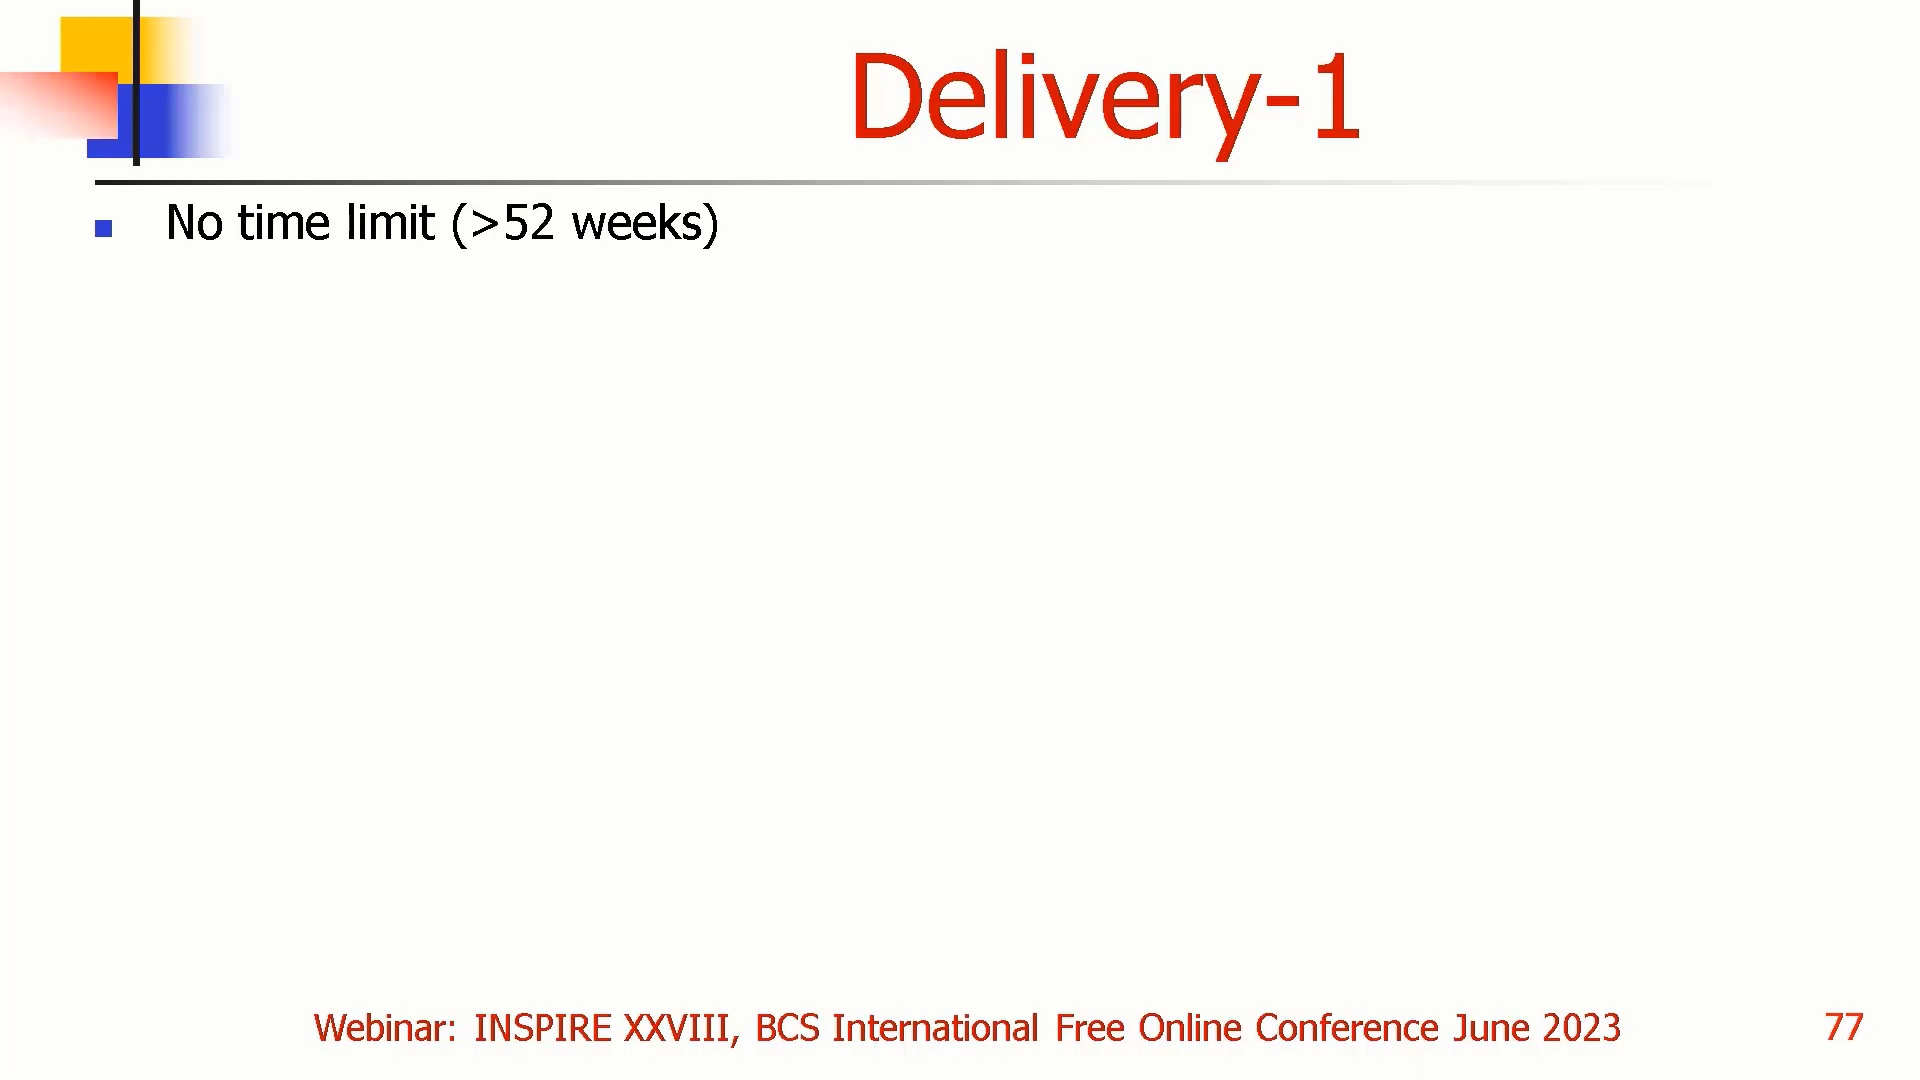 Delivery-1
No time limit (>52 weeks)
Webinar: INSPIRE XXVIII, BCS International Free Online Conference June 2023
77